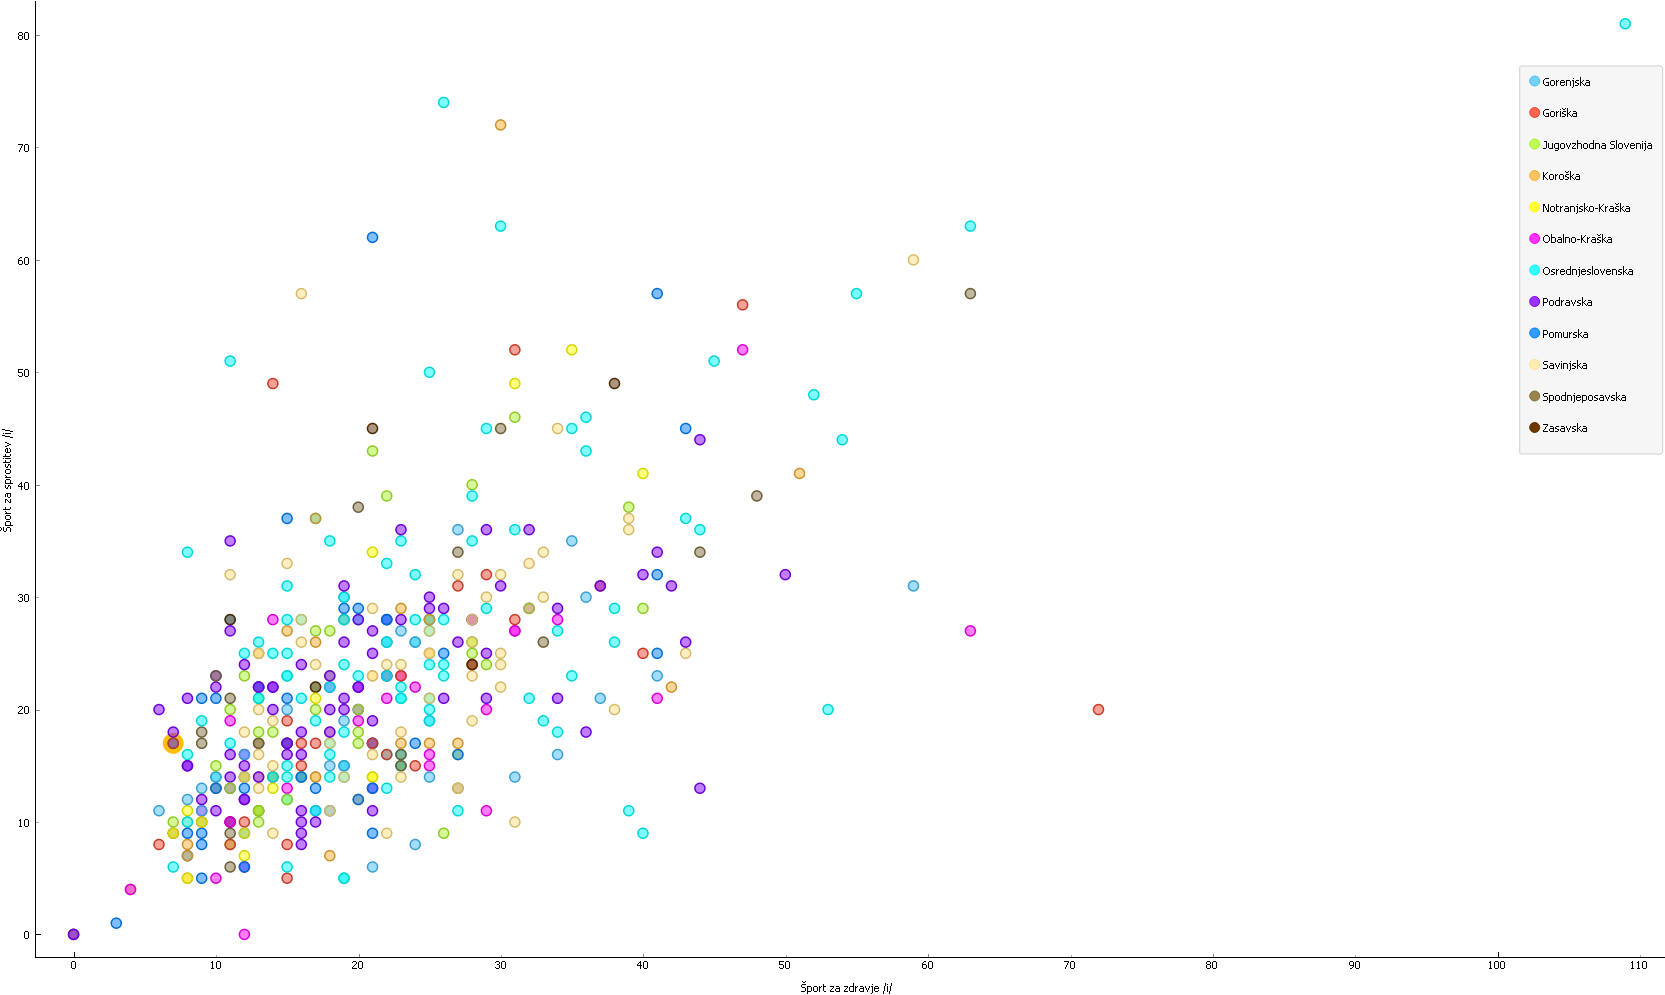 80
70
60
50
40
30
20
10
0
Šport za sprostitev /i/
0 10 20 30 40 50 60 70 80 90 100 110
Šport za zdravje /i/
Gorenjska
Goriška
Jugovzhodna Slovenija
Koroška
Notranjsko-Kraška
Obalno-Kraška
Osrednjeslovenska
Podravska
Pomurska
Savinjska
Spodnjeposavska
Zasavska